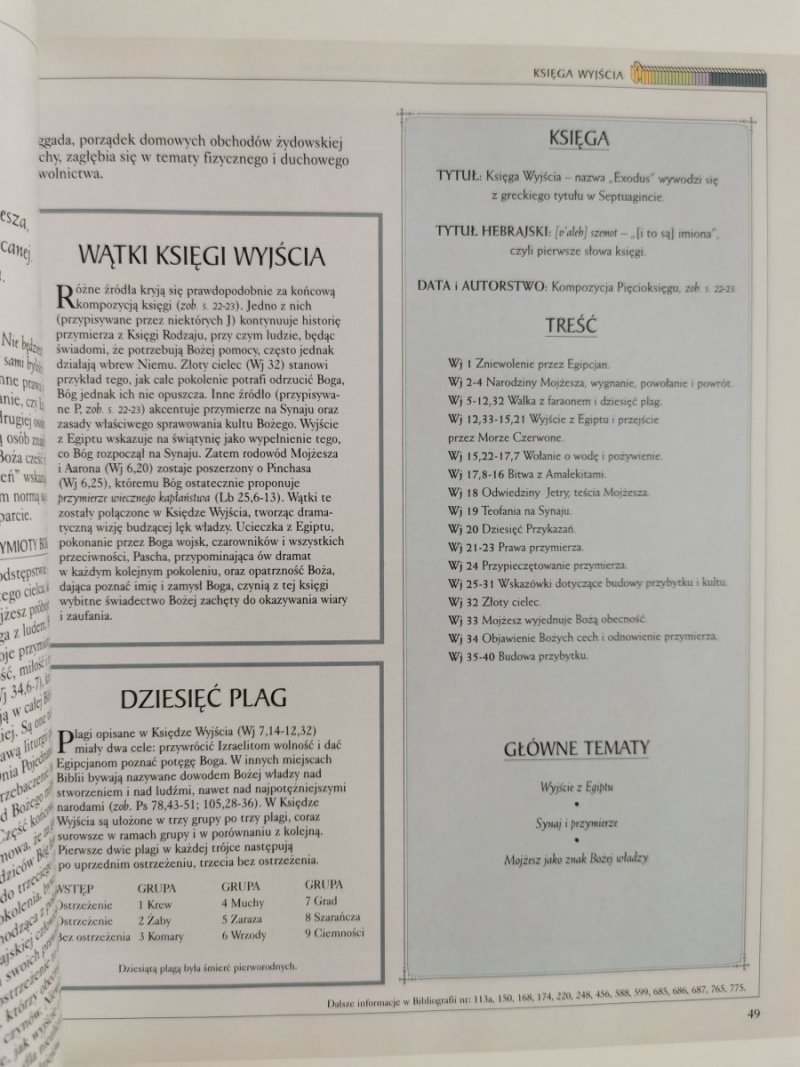 KSIĘGA WYJŚCIA
ggada, porządek domowych obchodów żydowskiej
chy, zagłębia się w tematy fizycznego i duchowego
wolnictwa.
WĄTKI KSIĘGI WYJŚCIA
Różne źródła kryją się prawdopodobnie za końcową
kompozycją księgi (zob. s. 22-23). Jedno z nich
(przypisywane przez niektórych J) kontynuuje historię
przymierza z Księgi Rodzaju, przy czym ludzie, będąc
świadomi, że potrzebują Bożej pomocy, często jednak
działają wbrew Niemu. Złoty cielec (Wj 32) stanowi
przykład tego, jak całe pokolenie potrafi odrzucić Boga,
Bóg jednak ich nie opuszcza. Inne źródło (przypisywa-
ne P, zob. s. 22-23) akcentuje przymierze na Synaju oraz
zasady właściwego sprawowania kultu Bożego. Wyjście
z Egiptu wskazuje na świątynię jako wypełnienie tego,
co Bóg rozpoczął na Synaju. Zatem rodowód Mojżesza
i Aarona (Wj 6,20) zostaje poszerzony o Pinchasa
(Wj 6,25), któremu Bóg ostatecznie proponuje
przymierze wiecznego kapłaństwa (Lb 25,6-13). Wątki te
zostały połączone w Księdze Wyjścia, tworząc drama-
tyczną wizję budzącej lęk władzy. Ucieczka z Egiptu,
pokonanie przez Boga wojsk, czarowników i wszystkich
przeciwności, Pascha, przypominająca ów dramat
w każdym kolejnym pokoleniu, oraz opatrzność Boża,
dająca poznać imię i zamysł Boga, czynią z tej księgi
wybitne świadectwo Bożej zachęty do okazywania wiary
i zaufania.
DZIESIĘĆ PLAG
Plagi opisane w Księdze Wyjścia (Wj 7,14-12,32)
miały dwa cele: przywrócić Izraelitom wolność i dać
Egipcjanom poznać potęgę Boga. W innych miejscach
Biblii bywają nazywane dowodem Bożej władzy nad
stworzeniem i nad ludźmi, nawet nad najpotężniejszymi
narodami (zob. Ps 78,43-51; 105,28-36). W Księdze
Wyjścia są ułożone w trzy grupy po trzy plagi, coraz
surowsze w ramach grupy i w porównaniu z kolejną.
Pierwsze dwie plagi w każdej trójce następują
po uprzednim ostrzeżeniu, trzecia bez ostrzeżenia.
WSTĘP GRUPA GRUPA GRUPA
Ostrzeżenie 1 Krew 4 Muchy 7 Grad
Ostrzeżenie 2 Żaby 5 Zaraza 8 Szarańcza
Bez ostrzeżenia 3 Komary 6 Wrzody 9 Ciemności
Dziesiątą plagą była śmierć pierworodnych.
KSIĘGA
TYTUŁ: Księga Wyjścia – nazwa „Exodus" wywodzi się
z greckiego tytułu w Septuagincie.
TYTUŁ HEBRAJSKI: [v'aleh] szemot – „[i to są] imiona",
czyli pierwsze słowa księgi.
DATA i AUTORSTWO: Kompozycja Pięcioksięgu, zob. s. 22-23.
TREŚĆ
Wj 1 Zniewolenie przez Egipcjan.
Wj 2-4 Narodziny Mojżesza, wygnanie, powołanie i powrót.
Wj 5-12,32 Walka z faraonem i dziesięć plag.
Wj 12,33-15,21 Wyjście z Egiptu i przejście
przez Morze Czerwone.
Wj 15,22-17,7 Wołanie o wodę i pożywienie.
Wj 17,8-16 Bitwa z Amalekitami.
Wj 18 Odwiedziny Jetry, teścia Mojżesza.
Wj 19 Teofania na Synaju.
Wj 20 Dziesięć Przykazań.
Wj 21-23 Prawa przymierza.
Wj 24 Przypieczętowanie przymierza.
Wj 25-31 Wskazówki dotyczące budowy przybytku i kultu.
Wj 32 Złoty cielec.
Wj 33 Mojżesz wyjednuje Bożą obecność.
Wj 34 Objawienie Bożych cech i odnowienie przymierza.
Wj 35-40 Budowa przybytku.
GŁÓWNE TEMATY
Wyjście z Egiptu
•
Synaj i przymierze
•
Mojżesz jako znak Bożej władzy
Dalsze informacje w Bibliografii nr: 113a, 150, 168, 174, 220, 248, 456, 588, 599, 685, 686, 687, 765, 775.
49